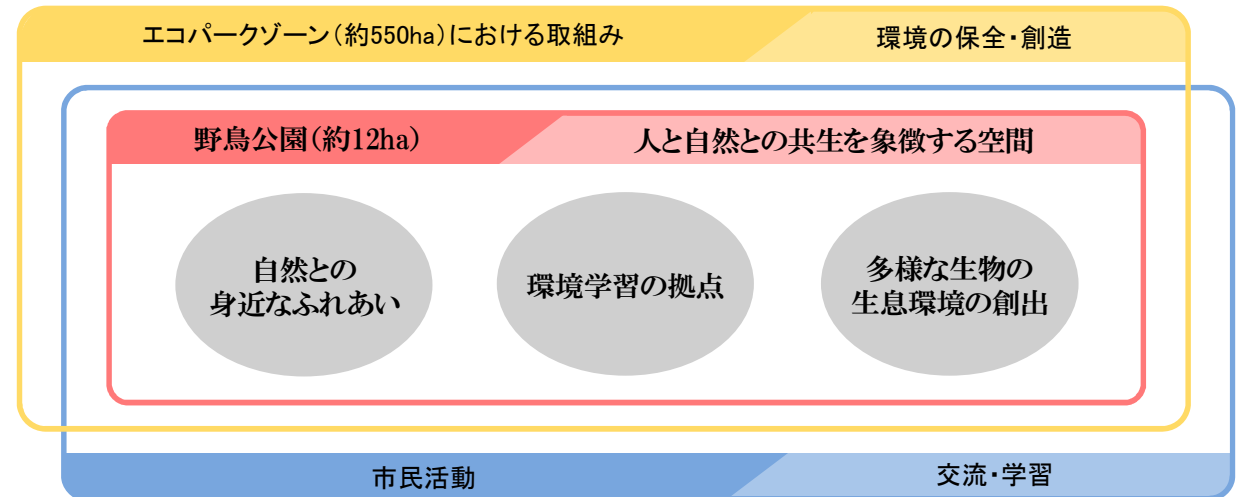 エコパークゾーン（約550ha）における取組み
環境の保全・創造
野鳥公園（約12ha）
人と自然との共生を象徴する空間
自然との
身近なふれあい
環境学習の拠点
多様な生物の
生息環境の創出
市民活動
交流・学習